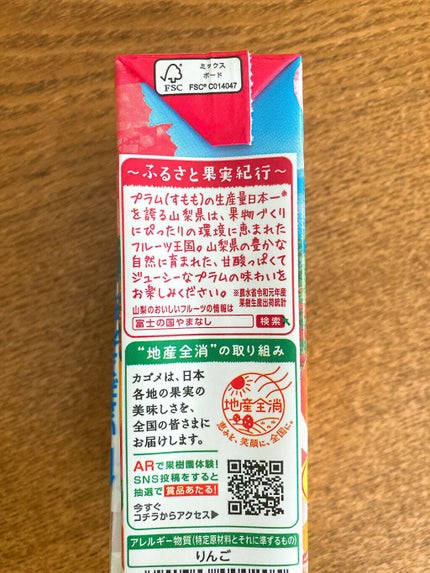 ミックス
ボード
FSC
FSC® C014047
～ふるさと果実紀行～
プラム(すもも)の生産量日本一※
を誇る山梨県は、果物づくり
にぴったりの環境に恵まれた
フルーツ王国。山梨県の豊かな
自然に育まれた、甘酸っぱくて
ジューシーなプラムの味わいを
お楽しみください。
※農水省令和元年産
果樹生産出荷統計
山梨のおいしいフルーツの情報は
富士の国やまなし 検索
“地産全消”の取り組み
カゴメは、日本
各地の果実の
美味しさを、
全国の皆さまに
お届けします。
地産全消
恵みを、笑顔に、全国に。
ARで果樹園体験!
SNS投稿をすると
抽選で賞品あたる!
今すぐ
コチラからアクセス▶
アレルギー物質(特定原材料とそれに準ずるもの)
りんご